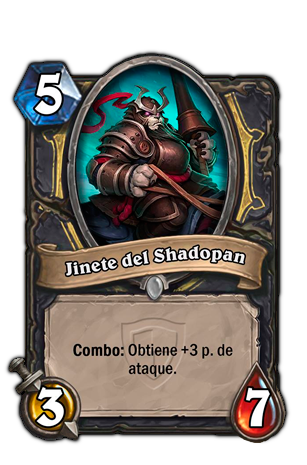 5
Jinete del Shadopan
Combo: Obtiene +3 p. de
ataque.
3
7